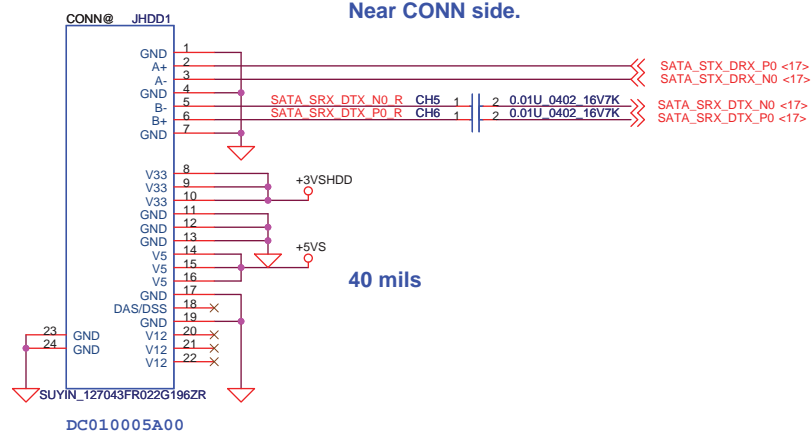 Near CONN side.
CONN@ JHDD1
GND 1
A+ 2 SATA_STX_DRX_P0 <17>
A- 3 SATA_STX_DRX_N0 <17>
GND 4
B- 5 SATA_SRX_DTX_N0_R CH5 1 2 0.01U_0402_16V7K SATA_SRX_DTX_N0 <17>
B+ 6 SATA_SRX_DTX_P0_R CH6 1 2 0.01U_0402_16V7K SATA_SRX_DTX_P0 <17>
GND 7
V33 8
V33 9 +3VSHDD
V33 10
GND 11
GND 12
GND 13
V5 14 +5VS
V5 15
V5 16 40 mils
GND 17
DAS/DSS 18
GND 19
V12 20
23 GND V12 21
24 GND V12 22
SUYIN_127043FR022G196ZR
DC010005A00